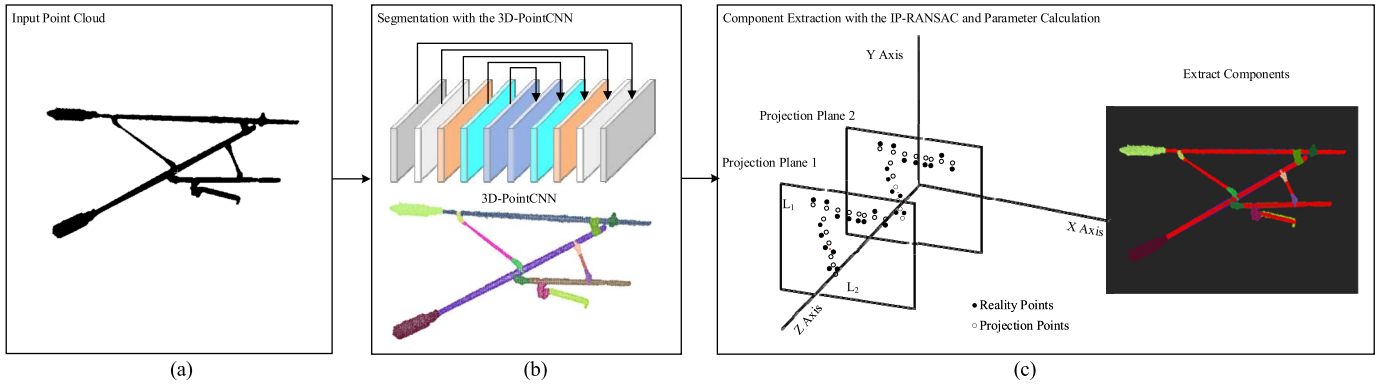 Input Point Cloud
(a)
Segmentation with the 3D-PointCNN
3D-PointCNN
(b)
Component Extraction with the IP-RANSAC and Parameter Calculation
Y Axis
Extract Components
Projection Plane 2
Projection Plane 1
L1
X Axis
L2
Z Axis
Reality Points
Projection Points
(c)